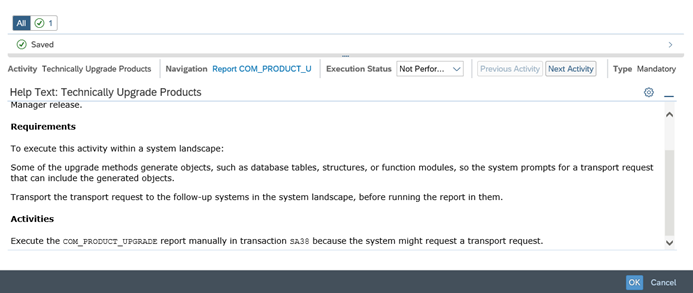 All 1
Saved
Activity Technically Upgrade Products Navigation Report COM_PRODUCT_U Execution Status Not Perfor... Previous Activity Next Activity Type Mandatory
Help Text: Technically Upgrade Products
Manager release.
Requirements
To execute this activity within a system landscape:
Some of the upgrade methods generate objects, such as database tables, structures, or function modules, so the system prompts for a transport request
that can include the generated objects.
Transport the transport request to the follow-up systems in the system landscape, before running the report in them.
Activities
Execute the COM_PRODUCT_UPGRADE report manually in transaction SA38 because the system might request a transport request.
OK Cancel